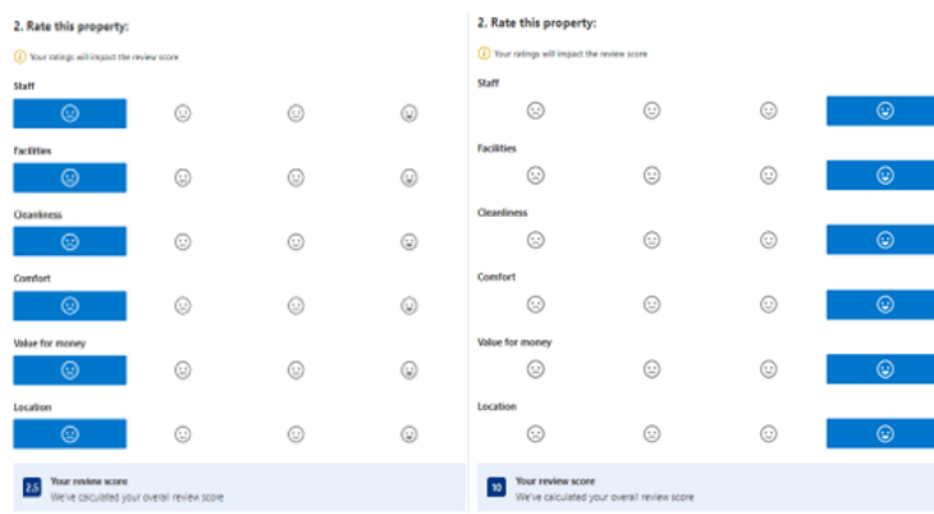 2. Rate this property:
Your ratings will impact the review score
Staff
Facilities
Cleanliness
Comfort
Value for money
Location
2.5
Your review score
We've calculated your overall review score
2. Rate this property:
Your ratings will impact the review score
Staff
Facilities
Cleanliness
Comfort
Value for money
Location
10
Your review score
We've calculated your overall review score